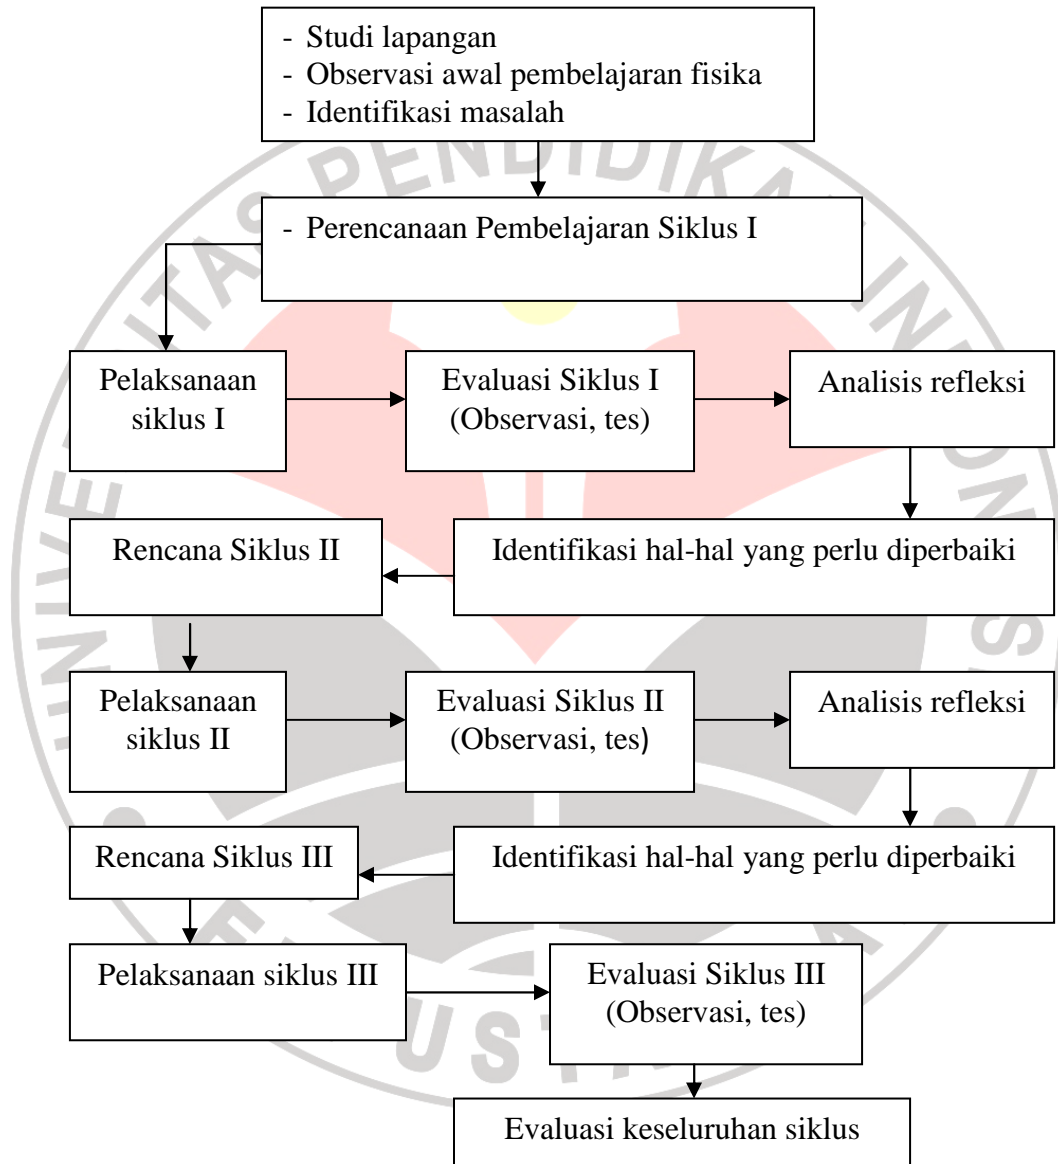 - Studi lapangan
- Observasi awal pembelajaran fisika
- Identifikasi masalah
- Perencanaan Pembelajaran Siklus I
Pelaksanaan
siklus I
Evaluasi Siklus I
(Observasi, tes)
Analisis refleksi
Rencana Siklus II
Identifikasi hal-hal yang perlu diperbaiki
Pelaksanaan
siklus II
Evaluasi Siklus II
(Observasi, tes)
Analisis refleksi
Rencana Siklus III
Identifikasi hal-hal yang perlu diperbaiki
Pelaksanaan siklus III
Evaluasi Siklus III
(Observasi, tes)
Evaluasi keseluruhan siklus